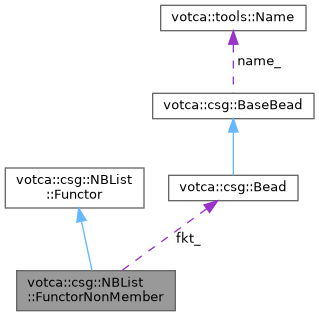 votca::tools::Name
name_
votca::csg::BaseBead
votca::csg::NBList
::Functor
votca::csg::Bead
fkt_
votca::csg::NBList
::FunctorNonMember